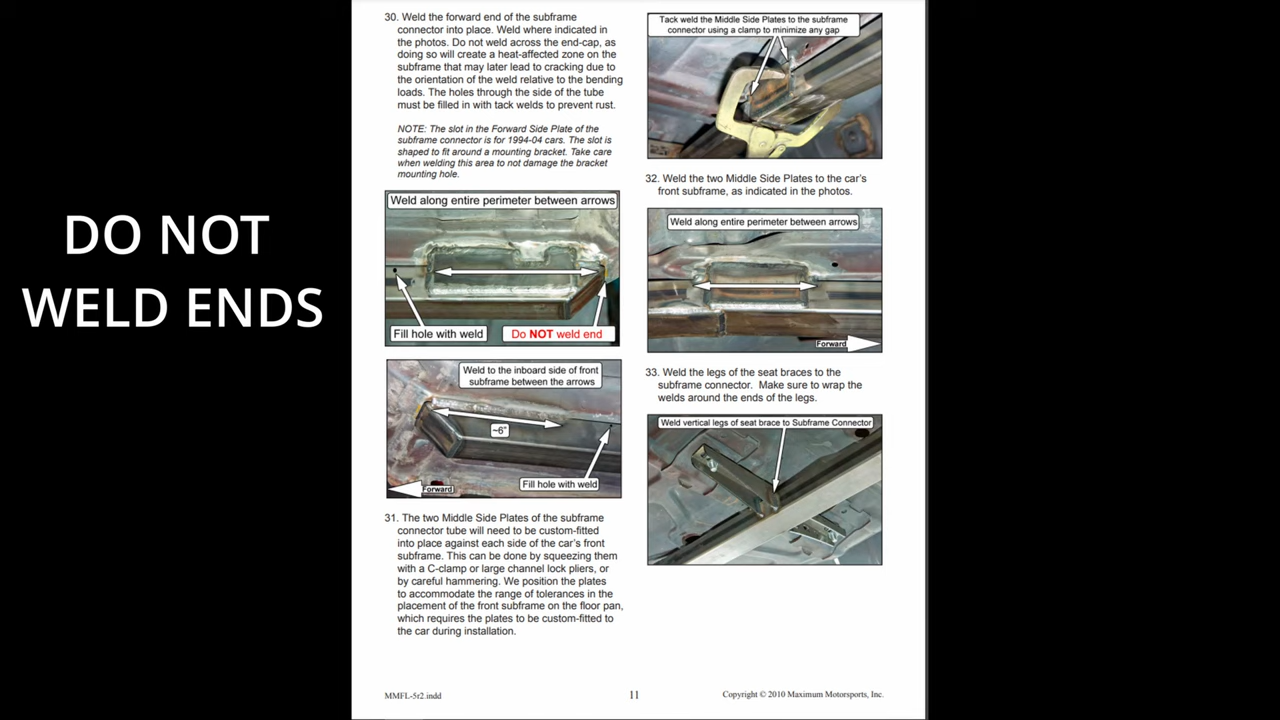 DO NOT
WELD ENDS
30. Weld the forward end of the subframe
connector into place. Weld where indicated in
the photos. Do not weld across the end-cap, as
doing so will create a heat-affected zone on the
subframe that may later lead to cracking due to
the orientation of the weld relative to the bending
loads. The holes through the side of the tube
must be filled in with tack welds to prevent rust.
NOTE: The slot in the Forward Side Plate of the
subframe connector is for 1994-04 cars. The slot is
shaped to fit around a mounting bracket. Take care
when welding this area to not damage the bracket
mounting hole.
Weld along entire perimeter between arrows
Fill hole with weld
Do NOT weld end
Weld to the inboard side of front
subframe between the arrows
~6"
Fill hole with weld
Forward
31. The two Middle Side Plates of the subframe
connector tube will need to be custom-fitted
into place against each side of the car's front
subframe. This can be done by squeezing them
with a C-clamp or large channel lock pliers, or
by careful hammering. We position the plates
to accommodate the range of tolerances in the
placement of the front subframe on the floor pan,
which requires the plates to be custom-fitted to
the car during installation.
Tack weld the Middle Side Plates to the subframe
connector using a clamp to minimize any gap
32. Weld the two Middle Side Plates to the car's
front subframe, as indicated in the photos.
Weld along entire perimeter between arrows
Forward
33. Weld the legs of the seat braces to the
subframe connector.  Make sure to wrap the
welds around the ends of the legs.
Weld vertical legs of seat brace to Subframe Connector
MMFL-5r2.indd
11
Copyright © 2010 Maximum Motorsports, Inc.